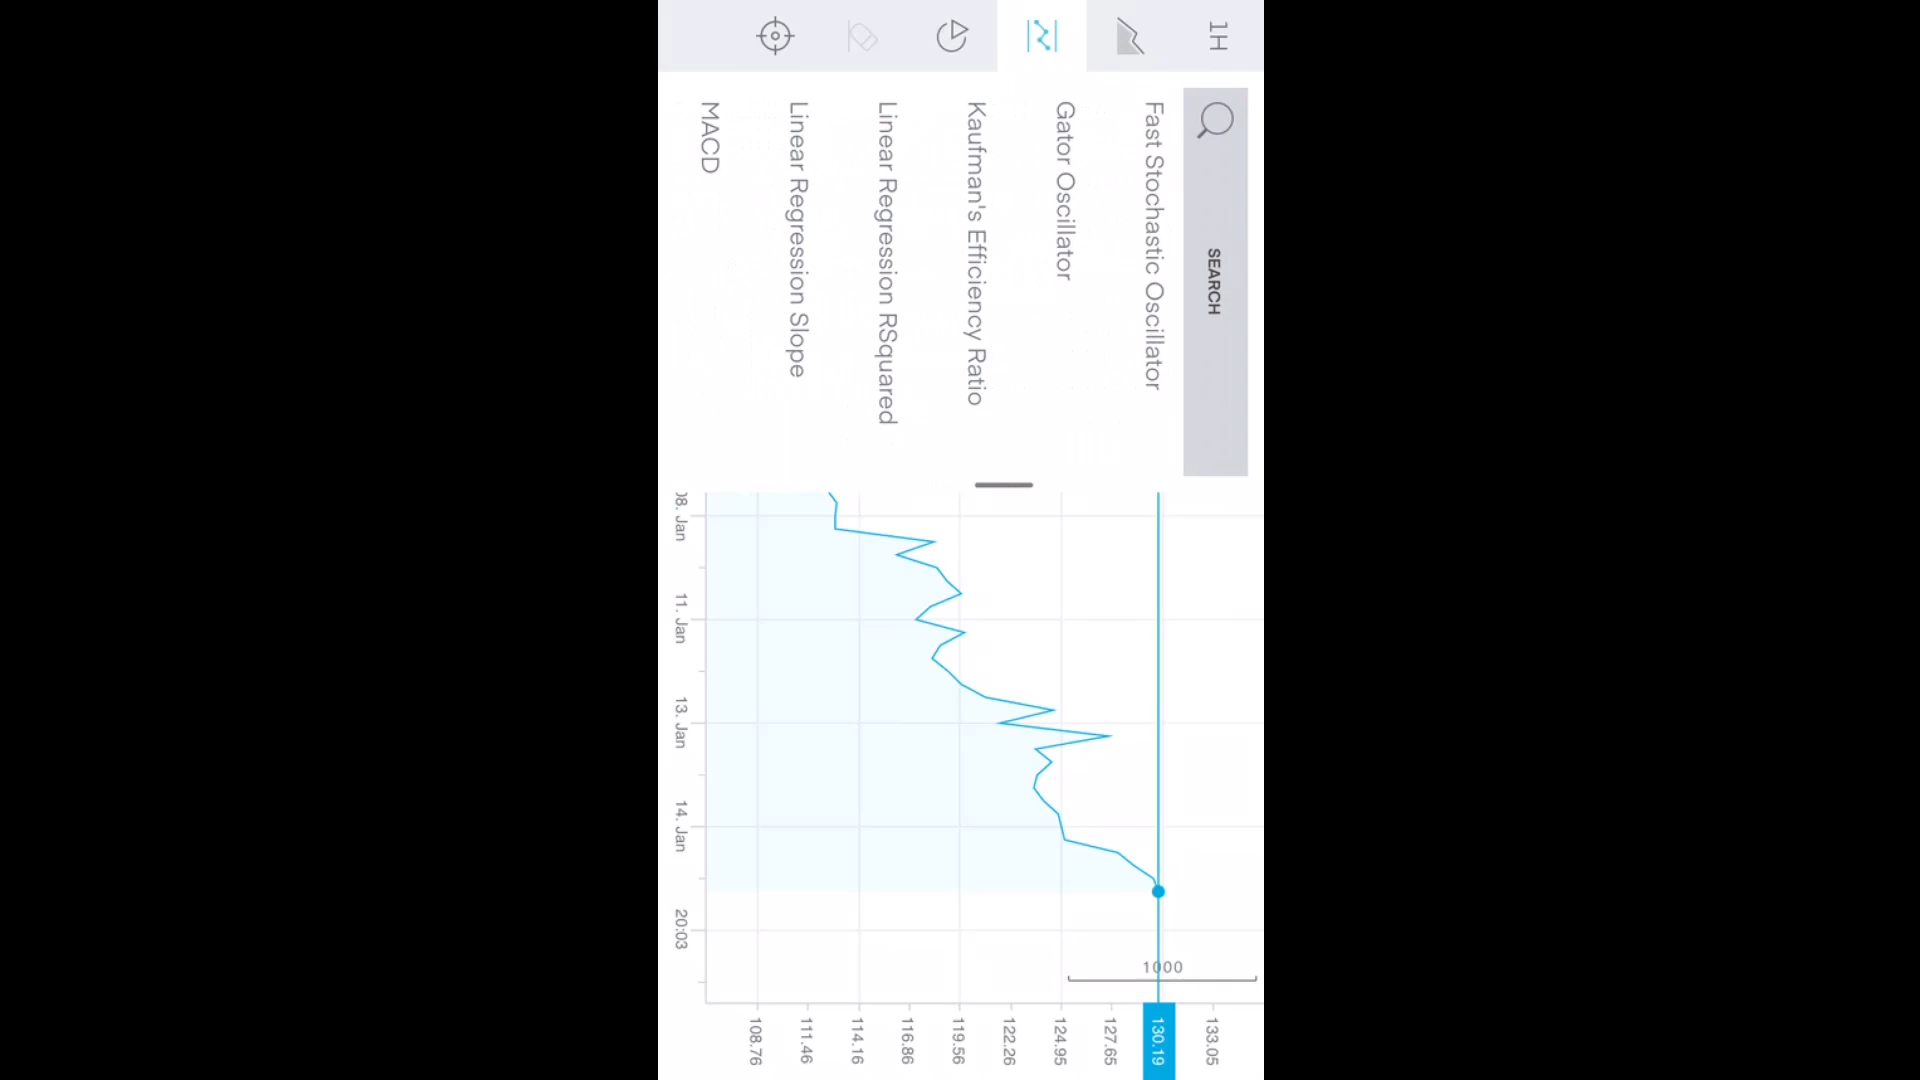 1H
SEARCH
Fast Stochastic Oscillator
Gator Oscillator
Kaufman's Efficiency Ratio
Linear Regression RSquared
Linear Regression Slope
MACD
1000
133.05
130.19
127.65
124.95
122.26
119.56
116.86
114.16
111.46
108.76
08. Jan
11. Jan
13. Jan
14. Jan
20:03